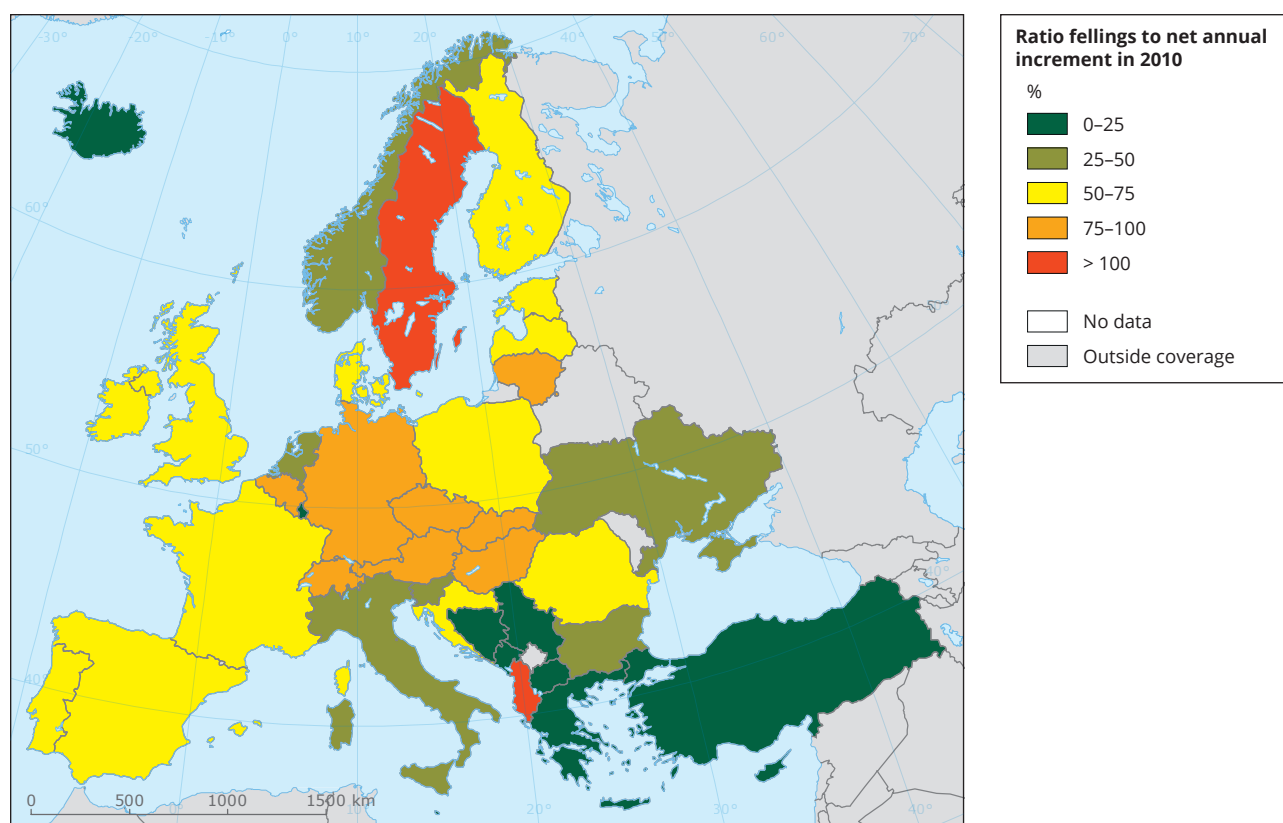 -30° -20° -10° 0° 10° 20° 30° 40° 50° 60° 70°
60°
50°
40°
40°
0 500 1000 1500 km
0° 10° 20° 30° 40°
Ratio fellings to net annual
increment in 2010
%
0–25
25–50
50–75
75–100
> 100
No data
Outside coverage